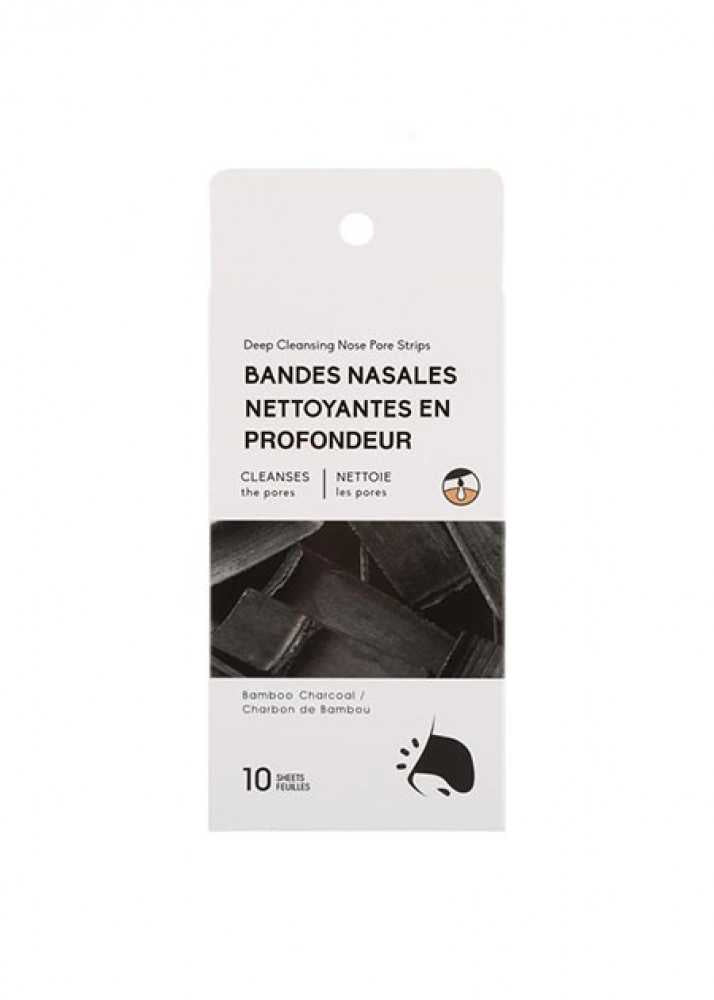 Deep Cleansing Nose Pore Strips
BANDES NASALES
NETTOYANTES EN
PROFONDEUR
CLEANSES
the pores
NETTOIE
les pores
Bamboo Charcoal /
Charbon de Bambou
10 SHEETS
FEUILLES